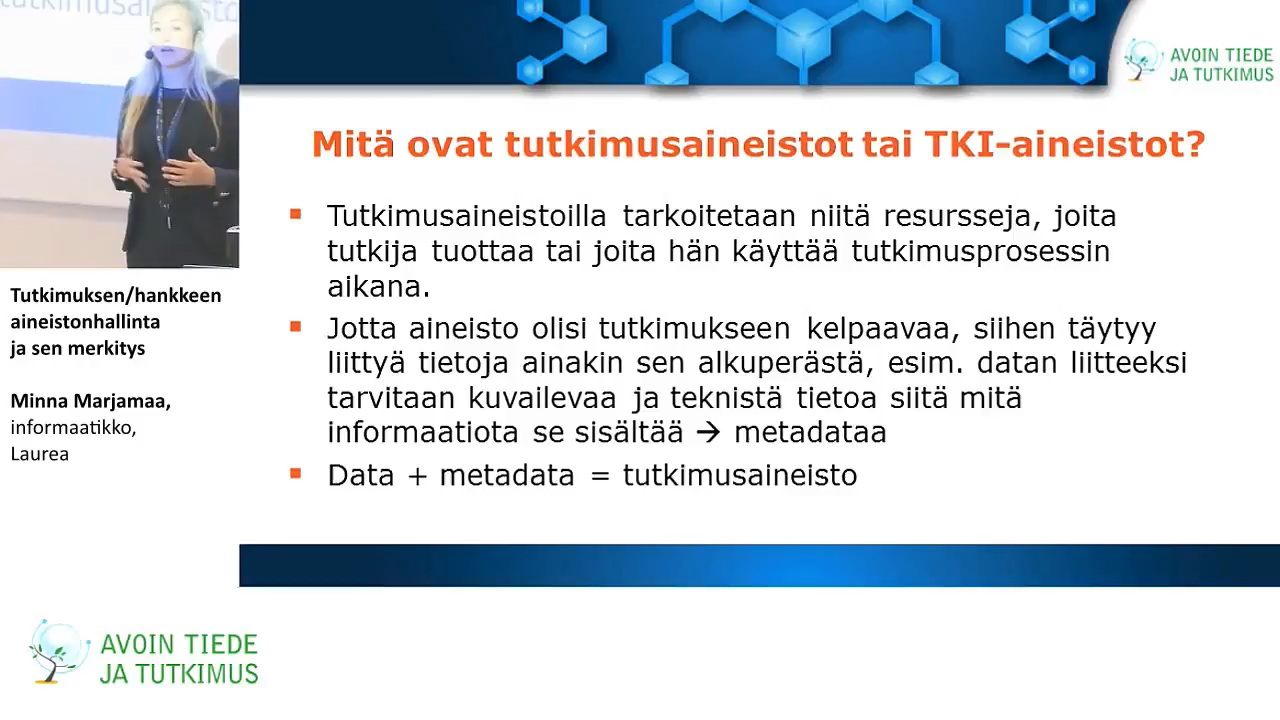 tutkimusai
AVOIN TIEDE
JA TUTKIMUS
Mitä ovat tutkimusaineistot tai TKI-aineistot?
Tutkimusaineistoilla tarkoitetaan niitä resursseja, joita
tutkija tuottaa tai joita hän käyttää tutkimusprosessin
aikana.
Jotta aineisto olisi tutkimukseen kelpaavaa, siihen täytyy
liittyä tietoja ainakin sen alkuperästä, esim. datan liitteeksi
tarvitaan kuvailevaa ja teknistä tietoa siitä mitä
informaatiota se sisältää → metadataa
Data + metadata = tutkimusaineisto
Tutkimuksen/hankkeen
aineistonhallinta
ja sen merkitys
Minna Marjamaa,
informaatikko,
Laurea
AVOIN TIEDE
JA TUTKIMUS